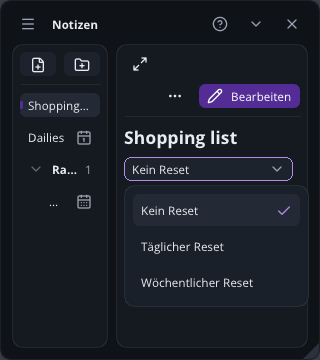 Notizen
Shopping...
Dailies
Ra... 1
...
Bearbeiten
Shopping list
Kein Reset
Kein Reset
Täglicher Reset
Wöchentlicher Reset